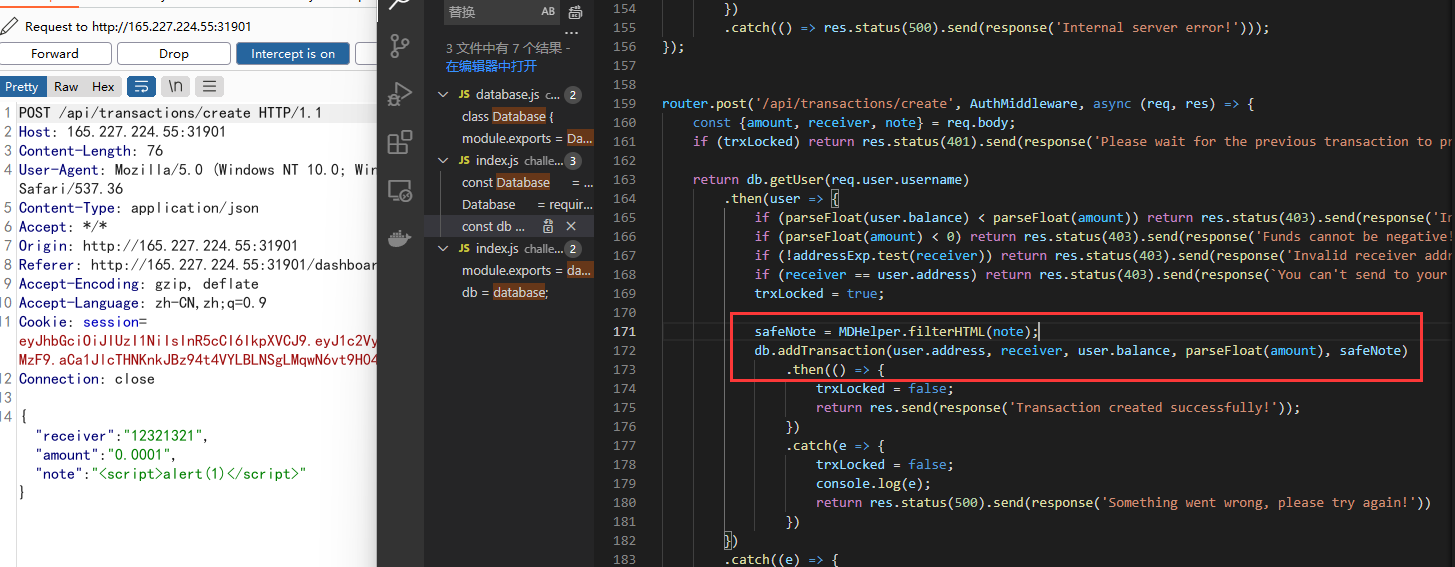 Request to http://165.227.224.55:31901
Forward
Drop
Intercept is on
Pretty
Raw
Hex
\n
1 POST /api/transactions/create HTTP/1.1
2 Host: 165.227.224.55:31901
3 Content-Length: 76
4 User-Agent: Mozilla/5.0 (Windows NT 10.0; Wir
Safari/537.36
5 Content-Type: application/json
6 Accept: */*
7 Origin: http://165.227.224.55:31901
8 Referer: http://165.227.224.55:31901/dashboar
9 Accept-Encoding: gzip, deflate
10 Accept-Language: zh-CN,zh;q=0.9
11 Cookie: session=
12 Connection: close
13
14 {
"receiver":"12321321",
"amount":"0.0001",
"note":"<script>alert(1)</script>"
}
替换
AB
3 文件中有 7 个结果 -
在编辑器中打开
JS database.js c... 2
class Database {
module.exports = Da...
JS index.js challe... 3
const Database = ...
Database = requir...
const db ...
JS index.js challe... 2
module.exports = da...
db = database;
154 })
155 .catch(() => res.status(500).send(response('Internal server error!')));
156 });
157
158
159 router.post('/api/transactions/create', AuthMiddleware, async (req, res) => {
160 const {amount, receiver, note} = req.body;
161 if (trxLocked) return res.status(401).send(response('Please wait for the previous transaction to pr
162
163 return db.getUser(req.user.username)
164 .then(user => {
165 if (parseFloat(user.balance) < parseFloat(amount)) return res.status(403).send(response('I
166 if (parseFloat(amount) < 0) return res.status(403).send(response('Funds cannot be negative!
167 if (!addressExp.test(receiver)) return res.status(403).send(response('Invalid receiver addr
168 if (receiver == user.address) return res.status(403).send(response(`You can't send to your
169 trxLocked = true;
170
171 safeNote = MDHelper.filterHTML(note);
172 db.addTransaction(user.address, receiver, user.balance, parseFloat(amount), safeNote)
173 .then(() => {
174 trxLocked = false;
175 return res.send(response('Transaction created successfully!'));
176 })
177 .catch(e => {
178 trxLocked = false;
179 console.log(e);
180 return res.status(500).send(response('Something went wrong, please try again!'))
181 })
182 })
183 .catch((e) => {